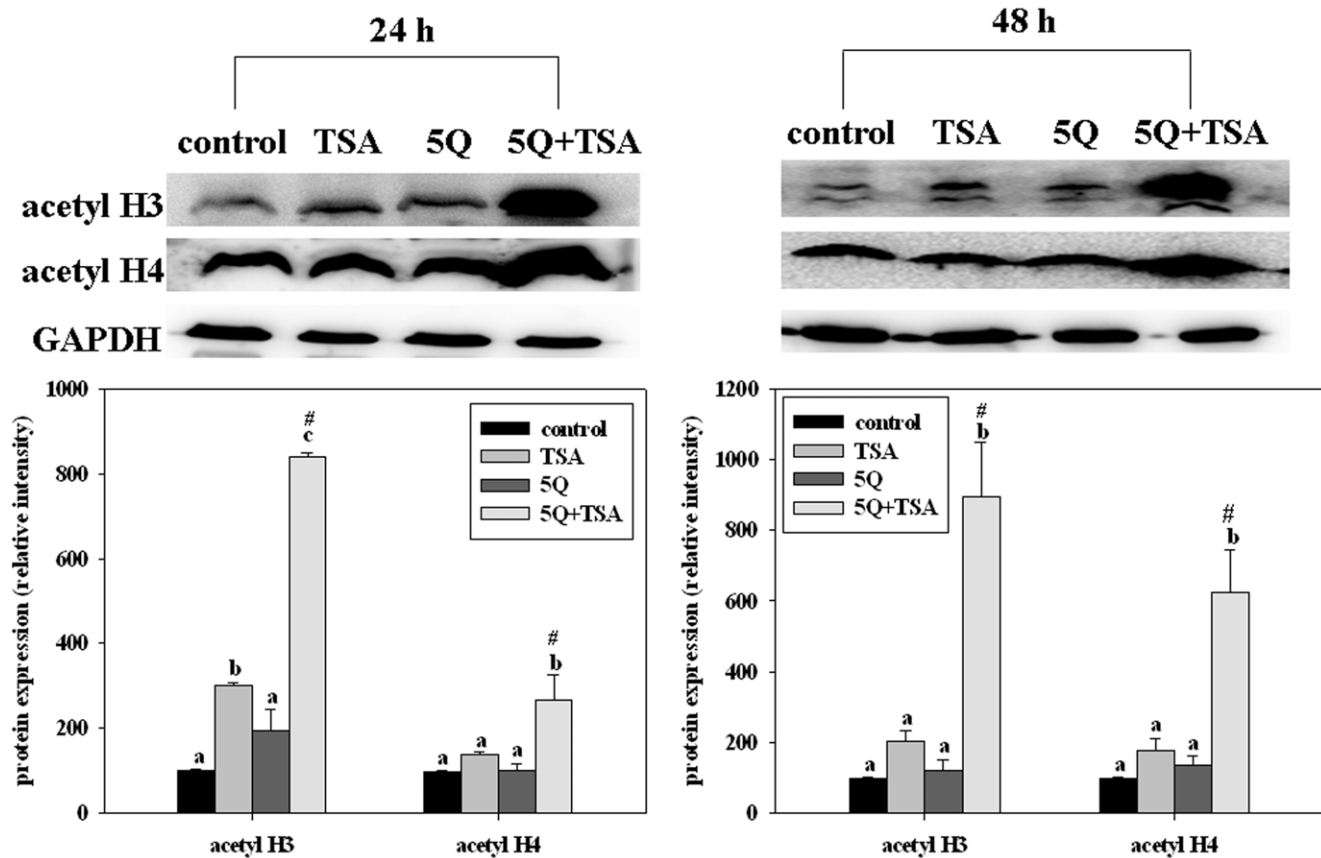 24 h
control TSA 5Q 5Q+TSA
acetyl H3
acetyl H4
GAPDH
48 h
control TSA 5Q 5Q+TSA
protein expression (relative intensity)
1000
800
600
400
200
0
control
TSA
5Q
5Q+TSA
a
b
a
#
c
a
a
a
#
b
acetyl H3
acetyl H4
protein expression (relative intensity)
1200
1000
800
600
400
200
0
control
TSA
5Q
5Q+TSA
a
a
a
#
b
a
a
a
#
b
acetyl H3
acetyl H4